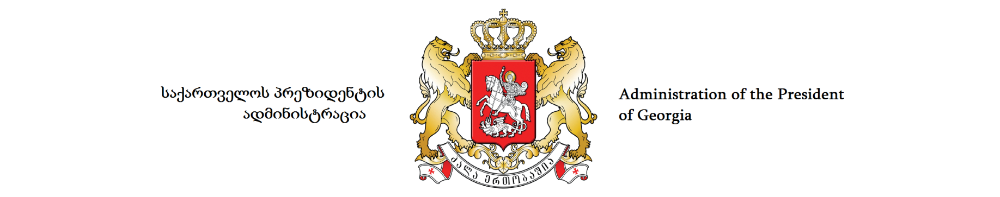 საქართველოს პრეზიდენტის
ადმინისტრაცია
ძალა ერთობაშია
Administration of the President
of Georgia